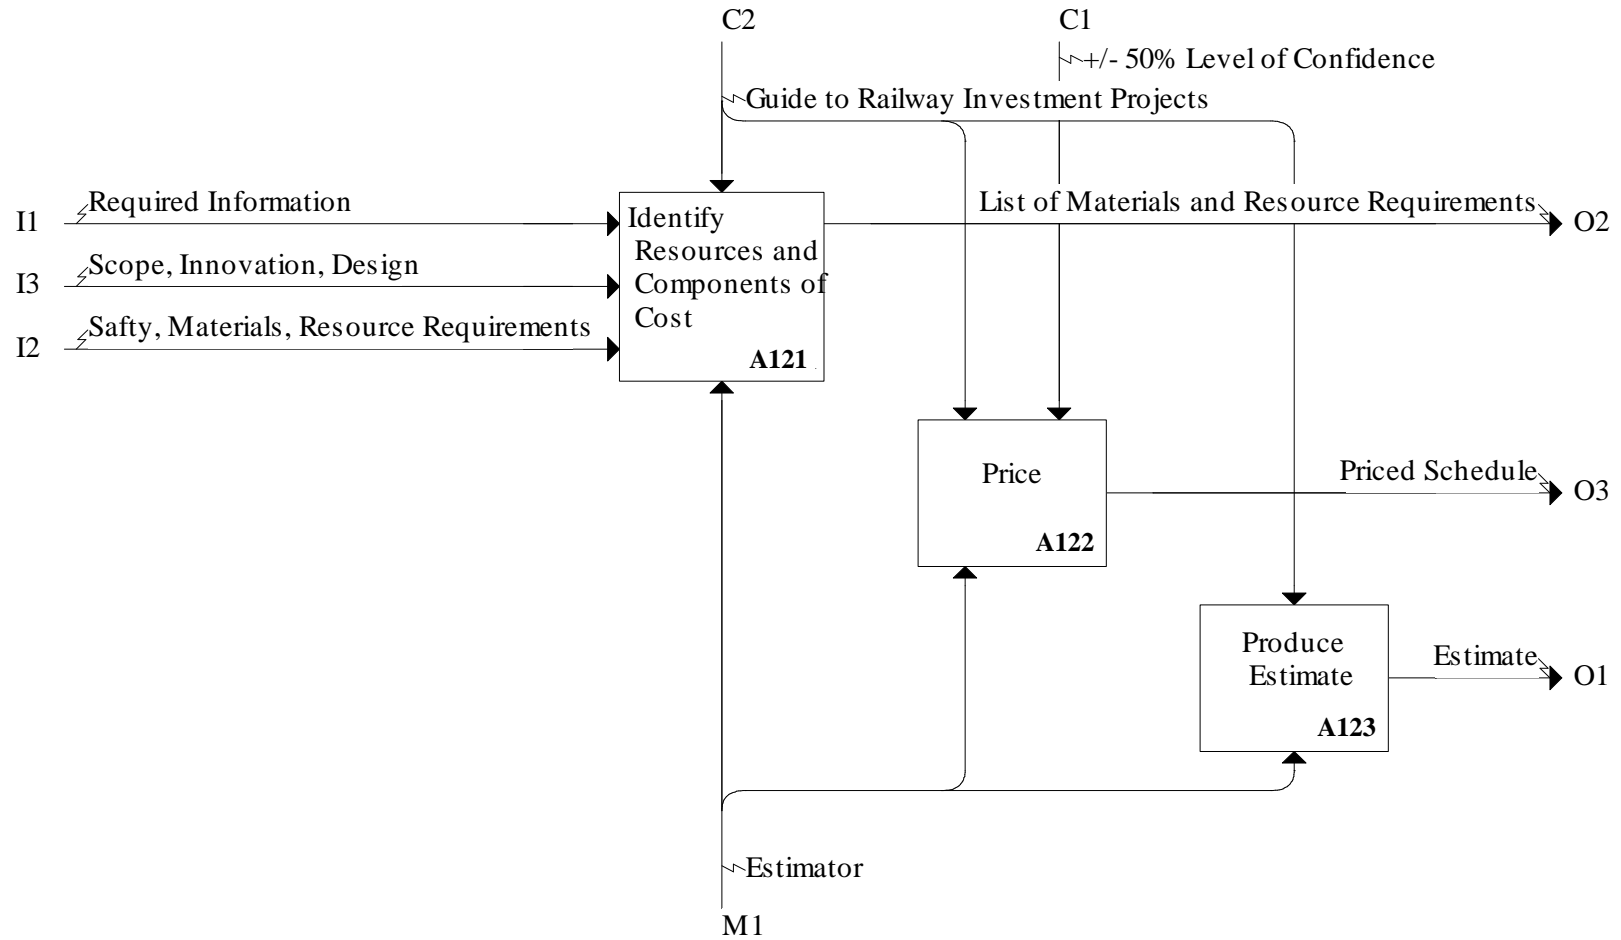 C2
C1
+/- 50% Level of Confidence
Guide to Railway Investment Projects
I1
Required Information
I3
Scope, Innovation, Design
I2
Safty, Materials, Resource Requirements
Identify
Resources and
Components of
Cost
A121
List of Materials and Resource Requirements
O2
Price
A122
Priced Schedule
O3
Produce
Estimate
A123
Estimate
O1
Estimator
M1